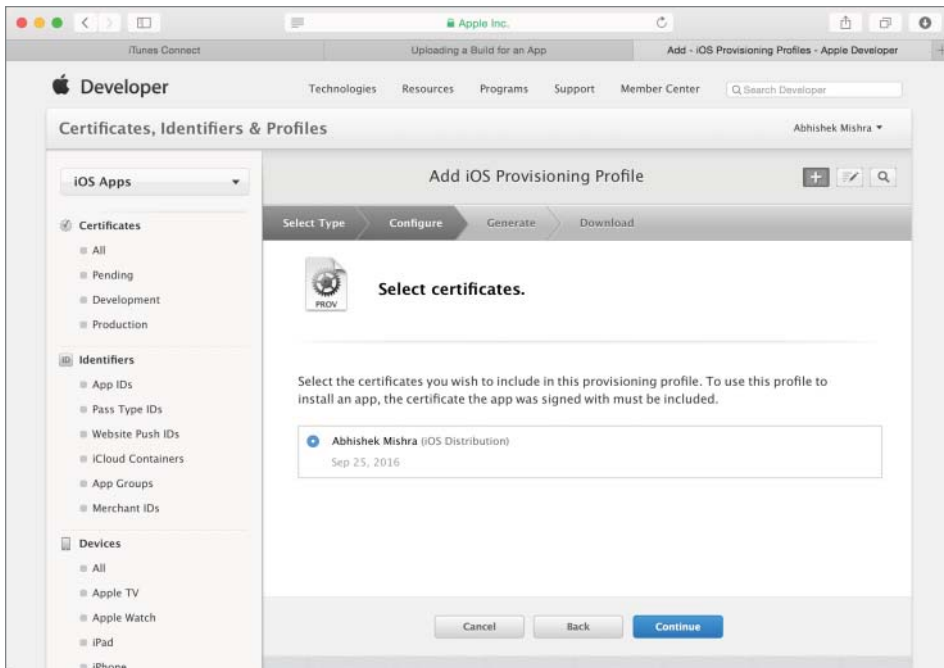 Apple Inc.
iTunes Connect
Uploading a Build for an App
Add - iOS Provisioning Profiles - Apple Developer
Developer
Technologies
Resources
Programs
Support
Member Center
Search Developer
Certificates, Identifiers & Profiles
Abhishek Mishra
iOS Apps
Add iOS Provisioning Profile
Select Type
Configure
Generate
Download
Certificates
All
Pending
Development
Production
ID Identifiers
App IDs
Pass Type IDs
Website Push IDs
iCloud Containers
App Groups
Merchant IDs
Devices
All
Apple TV
Apple Watch
iPad
iPhone
PROV
Select certificates.
Select the certificates you wish to include in this provisioning profile. To use this profile to
install an app, the certificate the app was signed with must be included.
Abhishek Mishra (iOS Distribution)
Sep 25, 2016
Cancel
Back
Continue